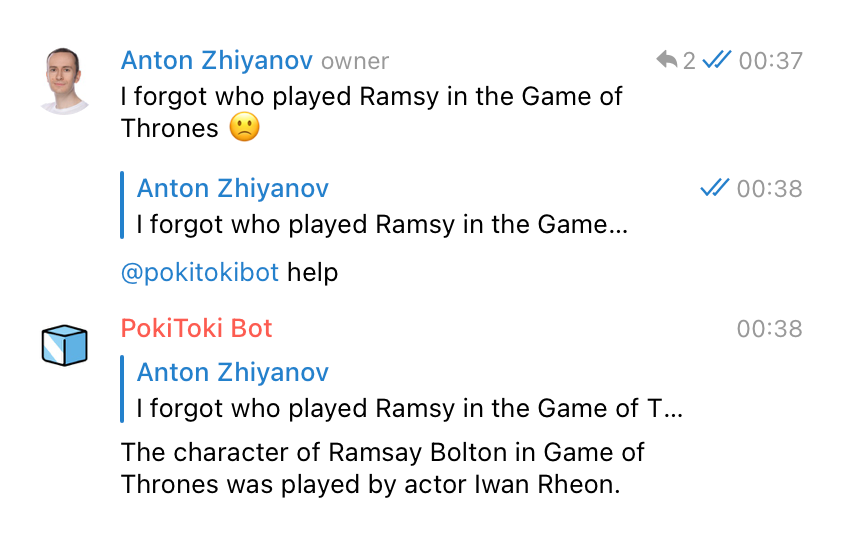 Anton Zhiyanov owner 2 00:37
I forgot who played Ramsy in the Game of
Thrones 🙁
Anton Zhiyanov 00:38
I forgot who played Ramsy in the Game...
@pokitokibot help
PokiToki Bot 00:38
Anton Zhiyanov
I forgot who played Ramsy in the Game of T...
The character of Ramsay Bolton in Game of
Thrones was played by actor Iwan Rheon.